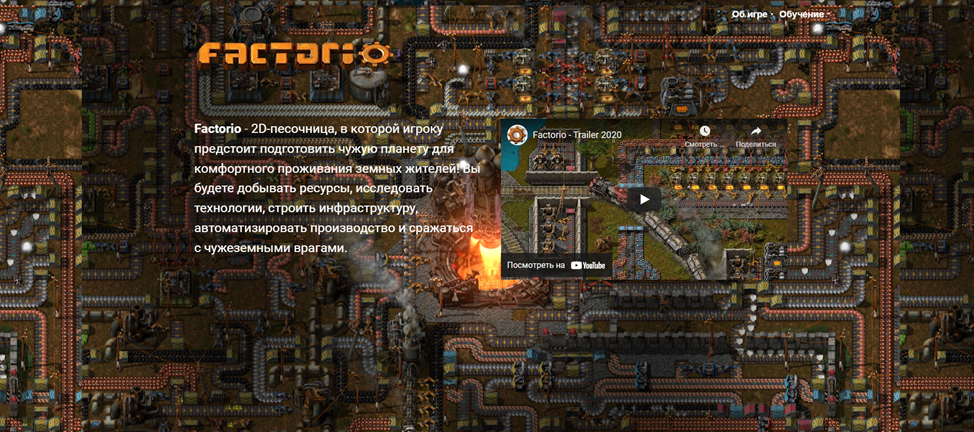 Об игре Обучение
FACTORIO
Factorio - 2D-песочница, в которой игроку
предстоит подготовить чужую планету для
комфортного проживания земных жителей! Вы
будете добывать ресурсы, исследовать
технологии, строить инфраструктуру,
автоматизировать производство и сражаться
с чужеземными врагами.
Factorio - Trailer 2020
Смотреть ... Поделиться
Посмотреть на YouTube